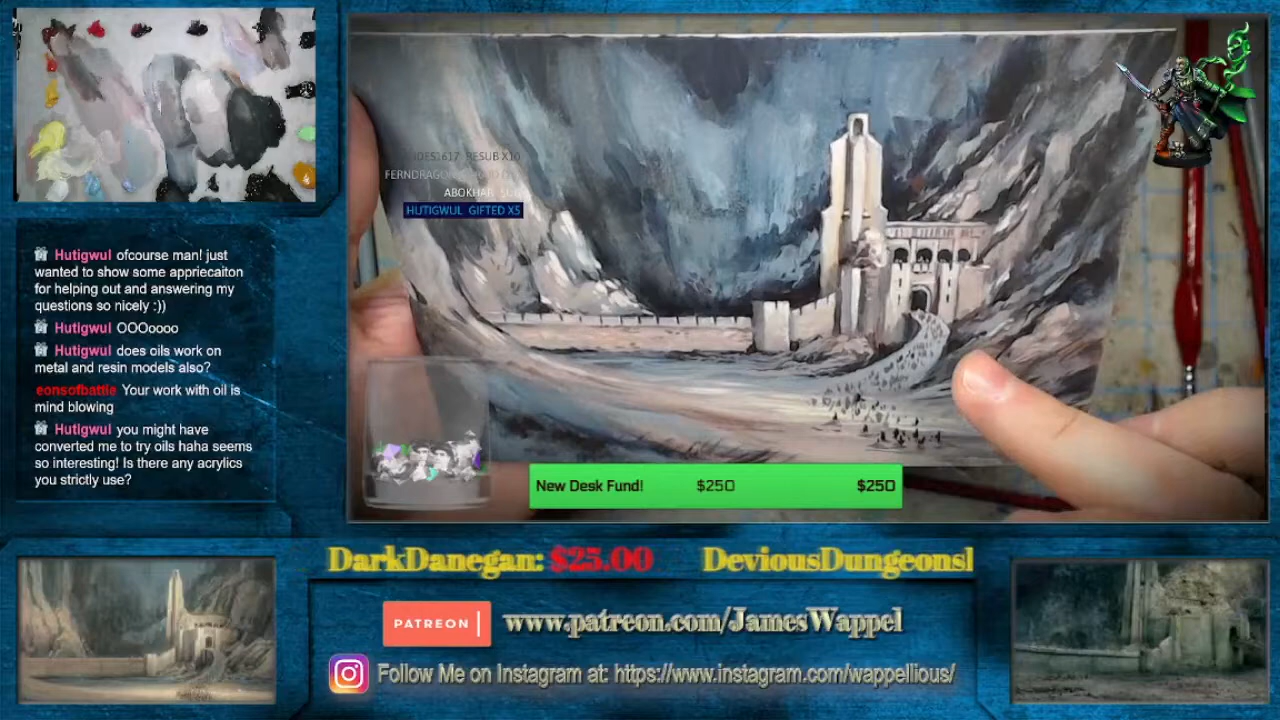 RESUB X10
FERNDRAGO
ABOKHAN
HUTIGWUL GIFTED X5
Hutigwul ofcourse man! just
wanted to show some appriecaiton
for helping out and answering my
questions so nicely :))
Hutigwul OOOoooo
Hutigwul does oils work on
metal and resin models also?
eonsofbattle Your work with oil is
mind blowing
Hutigwul you might have
converted me to try oils haha seems
so interesting! Is there any acrylics
you strictly use?
New Desk Fund! $250 $250
DarkDanegan: $25.00 DeviousDungeonsl
PATREON
www.patreon.com/JamesWappel
Follow Me on Instagram at: https://www.instagram.com/wappellious/